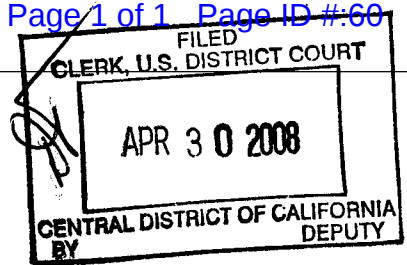 Page 1 of 1 Page ID #:60
FILED
CLERK, U.S. DISTRICT COURT
APR 30 2008
CENTRAL DISTRICT OF CALIFORNIA
BY DEPUTY